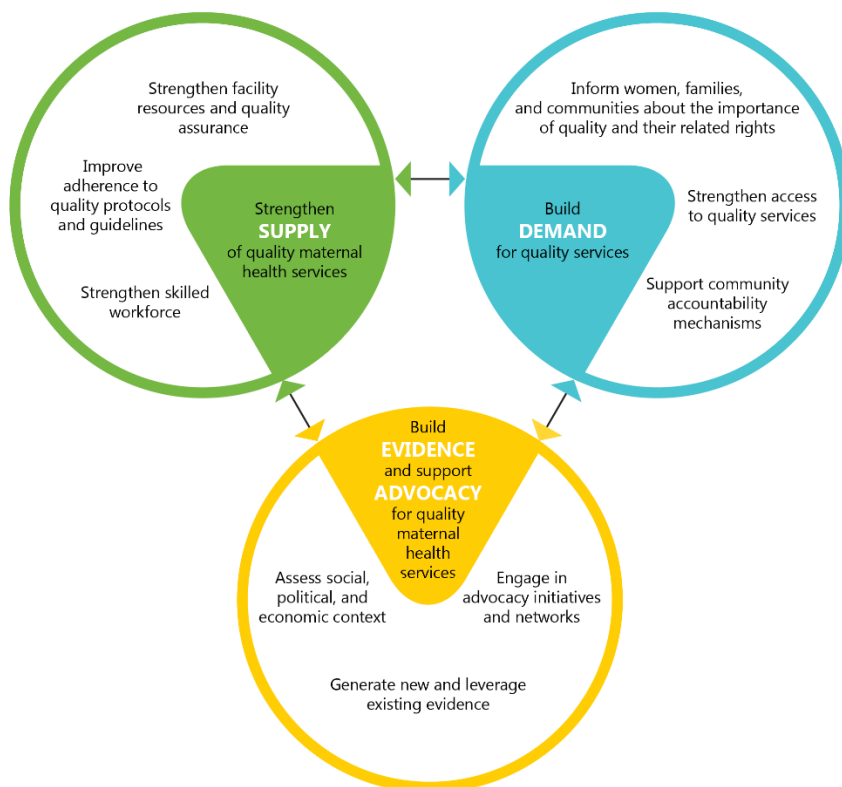 Strengthen facility
resources and quality
assurance
Improve
adherence to
quality protocols
and guidelines
Strengthen skilled
workforce
Strengthen
SUPPLY
of quality maternal
health services
Inform women, families,
and communities about the importance
of quality and their related rights
Build
DEMAND
for quality services
Strengthen access
to quality services
Support community
accountability
mechanisms
Build
EVIDENCE
and support
ADVOCACY
for quality
maternal
health
services
Assess social,
political, and
economic context
Engage in
advocacy initiatives
and networks
Generate new and leverage
existing evidence